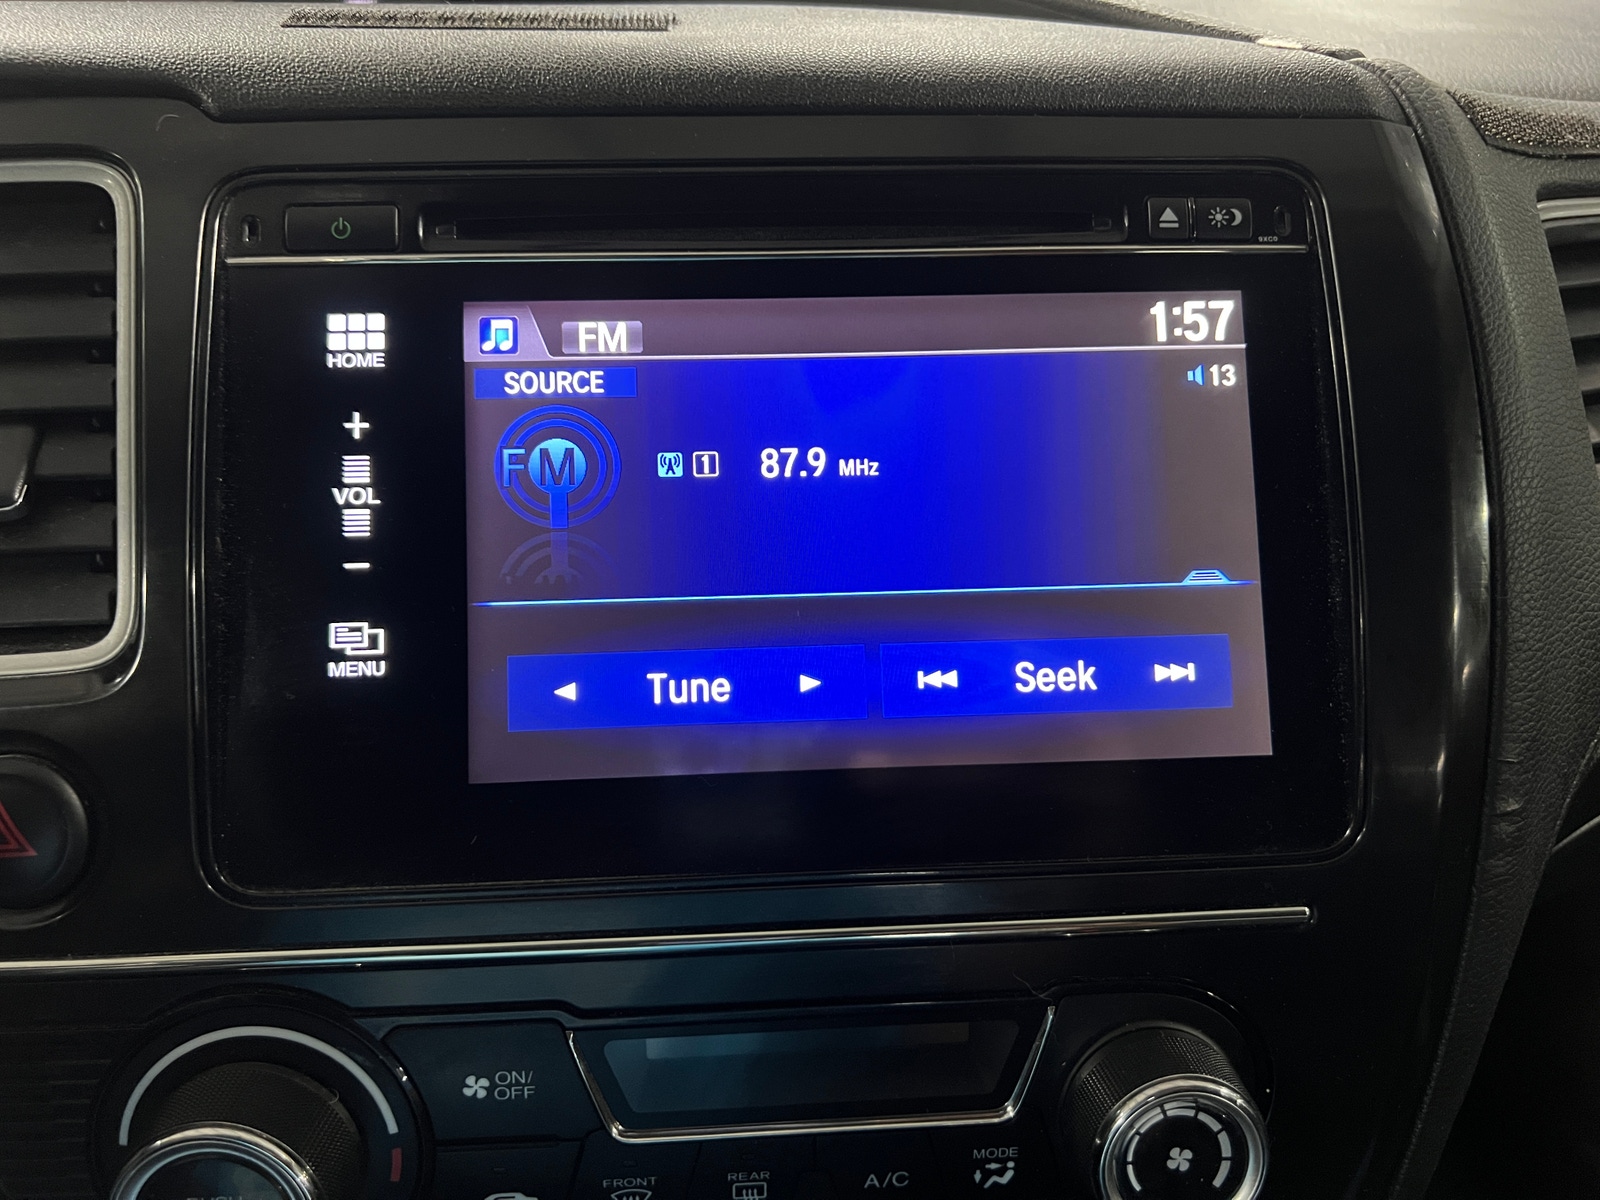 9XC0
HOME
FM
1:57
SOURCE
13
FM
1
87.9 MHz
VOL
MENU
Tune
Seek
ON/
OFF
FRONT
REAR
A/C
MODE